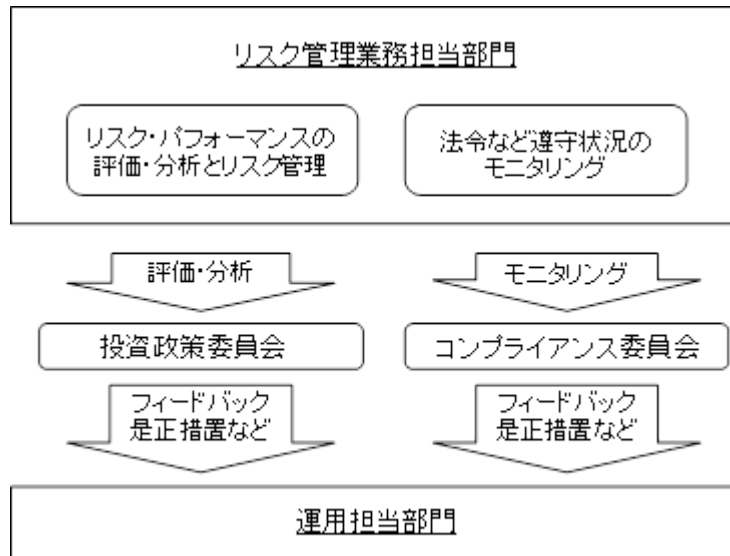 リスク管理業務担当部門
リスク・パフォーマンスの
評価・分析とリスク管理
法令など遵守状況の
モニタリング
評価・分析
モニタリング
投資政策委員会
コンプライアンス委員会
フィードバック
是正措置など
フィードバック
是正措置など
運用担当部門